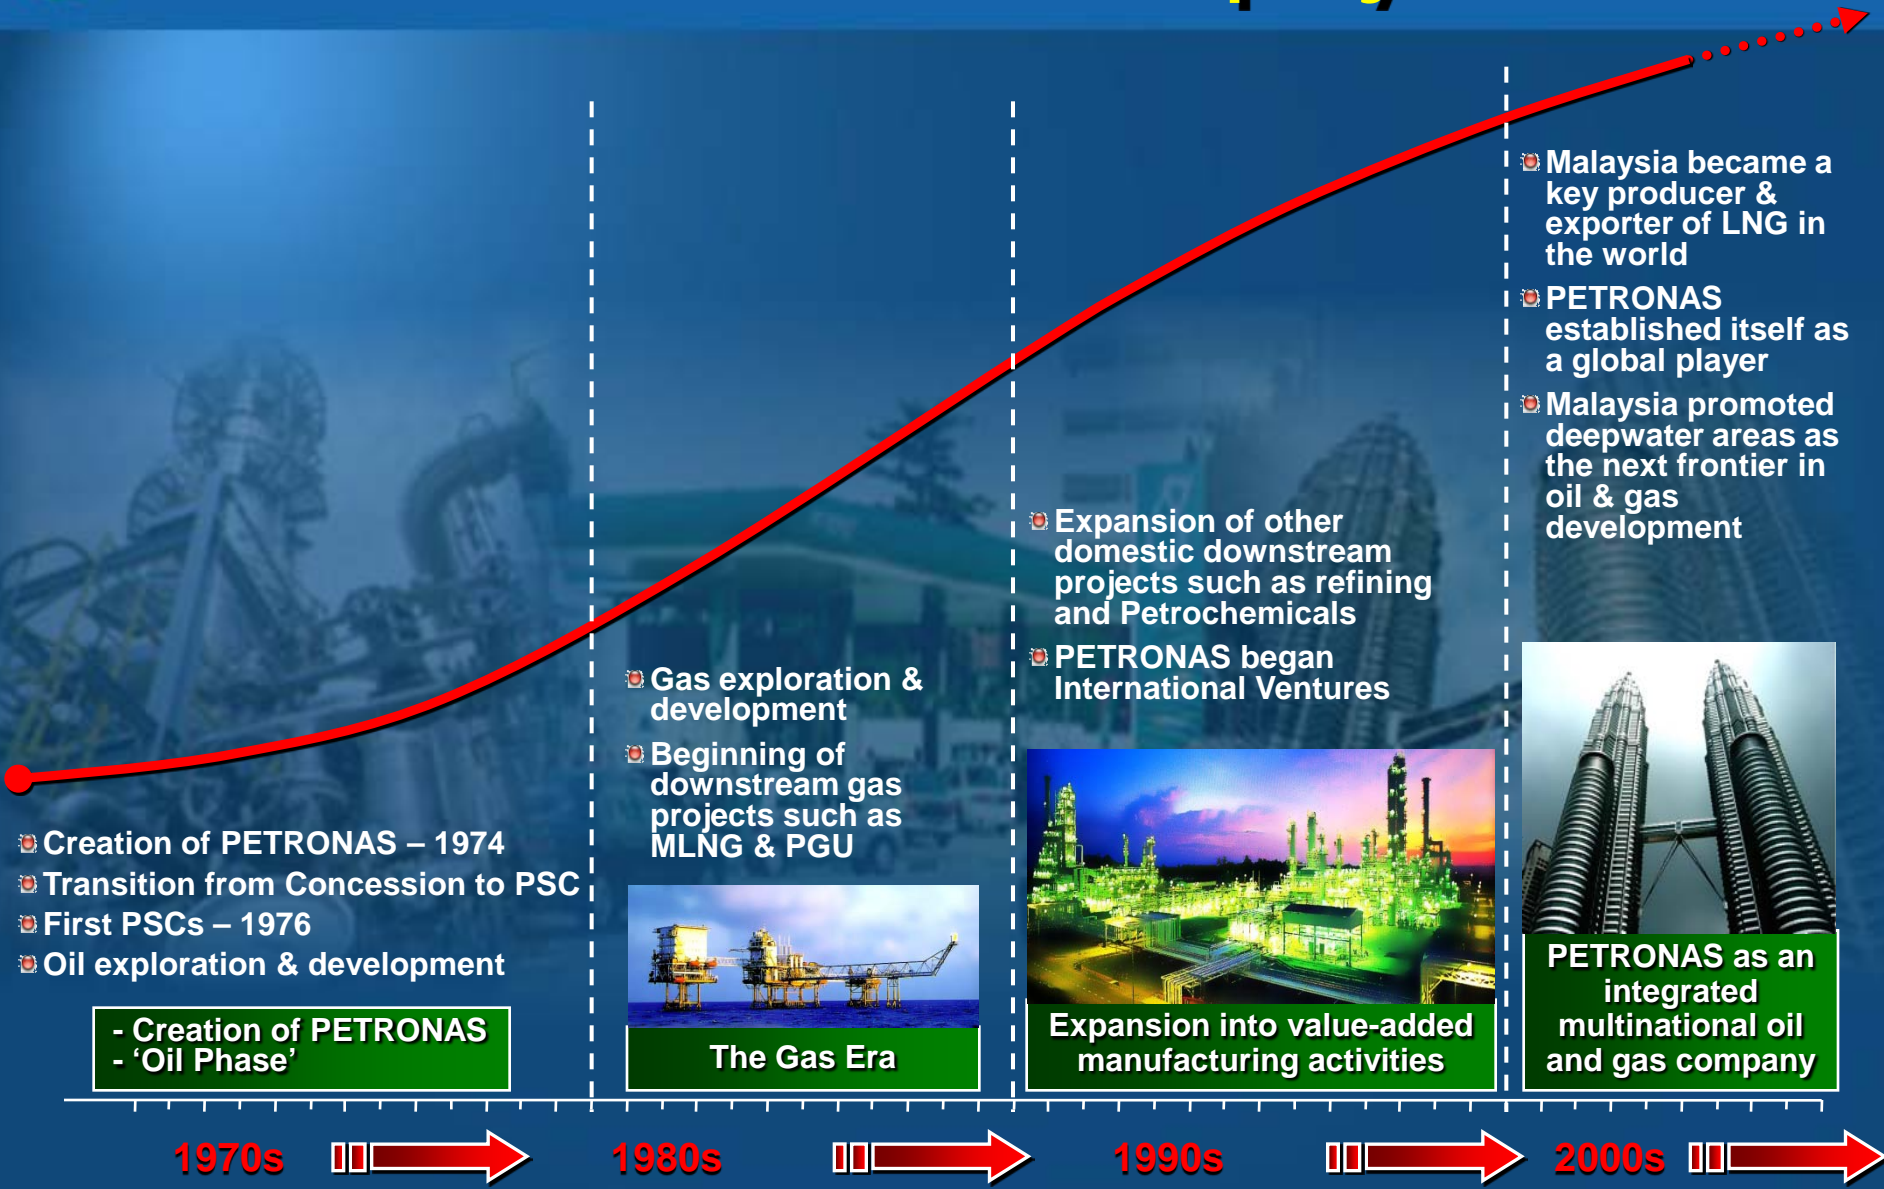 - Creation of PETRONAS – 1974
- Transition from Concession to PSC
- First PSCs – 1976
- Oil exploration & development
- Creation of PETRONAS
- ‘Oil Phase’
Gas exploration &
development
Beginning of
downstream gas
projects such as
MLNG & PGU
The Gas Era
Expansion of other
domestic downstream
projects such as refining
and Petrochemicals
PETRONAS began
International Ventures
Expansion into value-added
manufacturing activities
Malaysia became a
key producer &
exporter of LNG in
the world
PETRONAS
established itself as
a global player
Malaysia promoted
deepwater areas as
the next frontier in
oil & gas
development
PETRONAS as an
integrated
multinational oil
and gas company
1970s
1980s
1990s
2000s